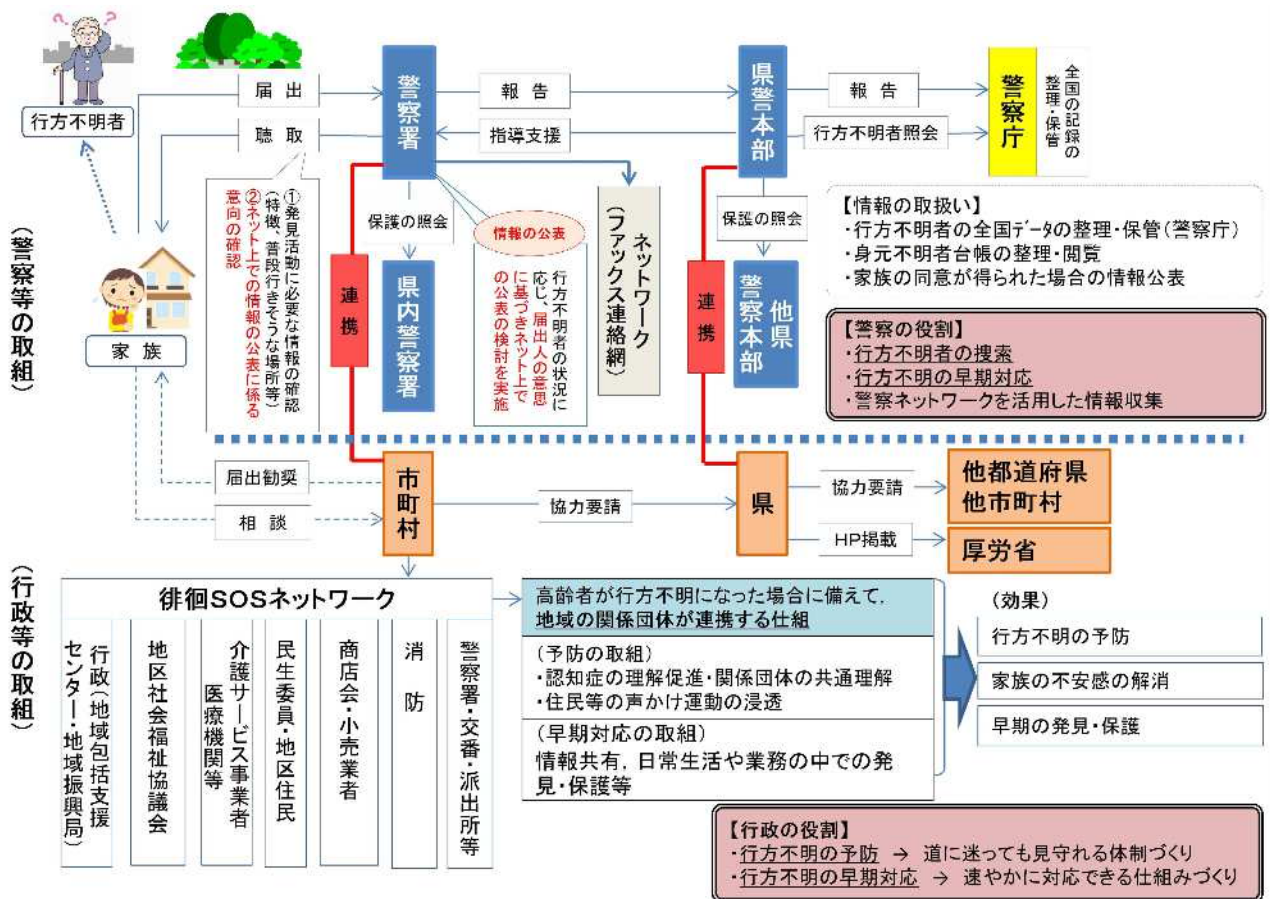 行方不明者
届出
聴取
警察署
報告
指導支援
県警本部
報告
行方不明者照会
警察庁
全国の記録の
整理・保管
(警察等の取組)
家族
①発見活動に必要な情報の確認
(特徴、普段行きそうな場所等)
②ネット上での情報の公表に係る
意向の確認
連携
保護の照会
県内警察署
情報の公表
行方不明者の状況に
応じ、届出人の意思
に基づきネット上で
の公表の検討を実施
ネットワーク
(ファックス連絡網)
連携
保護の照会
他県
警察本部
【情報の取扱い】
・行方不明者の全国データの整理・保管(警察庁)
・身元不明者台帳の整理・閲覧
・家族の同意が得られた場合の情報公表
【警察の役割】
・行方不明者の捜索
・行方不明の早期対応
・警察ネットワークを活用した情報収集
(行政等の取組)
届出勧奨
相談
市町村
協力要請
県
協力要請
HP掲載
他都道府県
他市町村
厚労省
徘徊SOSネットワーク
行政(地域包括支援
センター・地域振興局)
地区社会福祉協議会
介護サービス事業者
医療機関等
民生委員・地区住民
商店会・小売業者
消防
警察署・交番・派出所等
高齢者が行方不明になった場合に備えて,
地域の関係団体が連携する仕組
(予防の取組)
・認知症の理解促進・関係団体の共通理解
・住民等の声かけ運動の浸透
(早期対応の取組)
情報共有,日常生活や業務の中での発
見・保護等
(効果)
行方不明の予防
家族の不安感の解消
早期の発見・保護
【行政の役割】
・行方不明の予防 → 道に迷っても見守れる体制づくり
・行方不明の早期対応 → 速やかに対応できる仕組みづくり